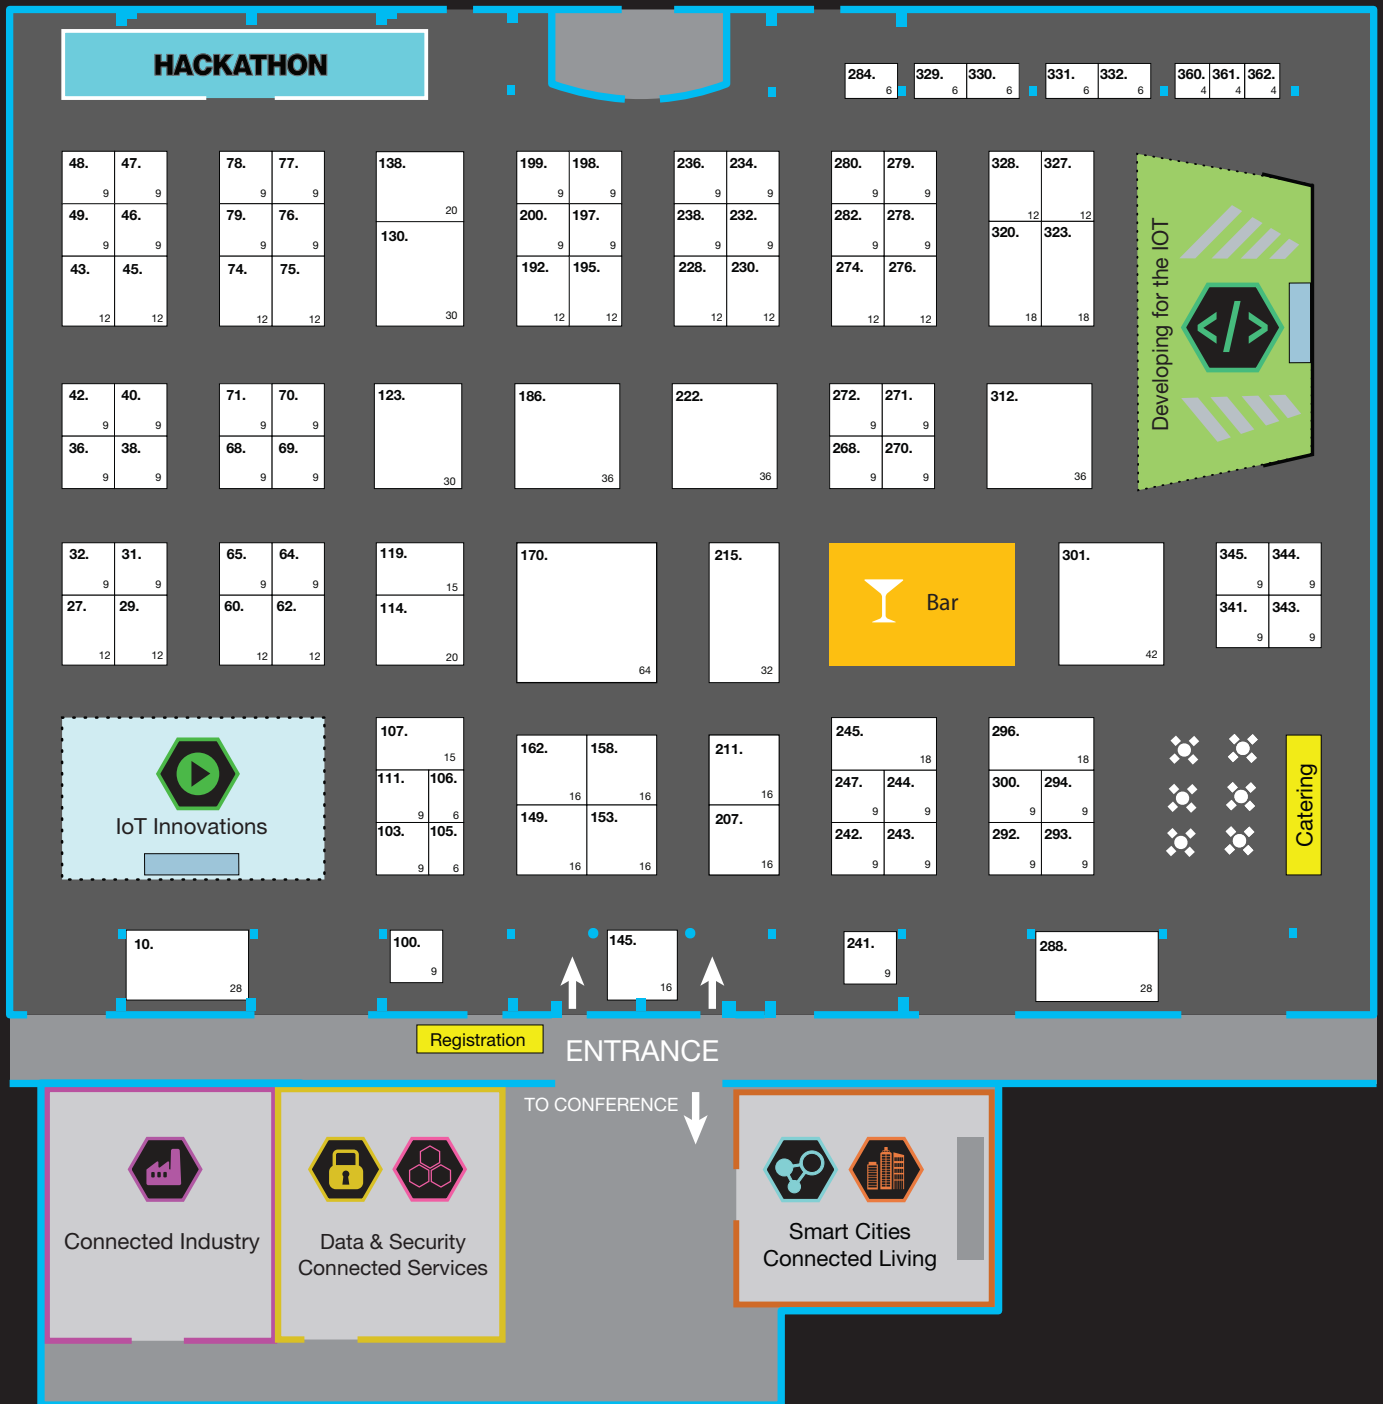 HACKATHON
284. 329. 330. 331. 332. 360. 361. 362.
6 6 6 6 6 4 4 4
48. 47. 78. 77. 138. 199. 198. 236. 234. 280. 279. 328. 327.
9 9 9 9 20 9 9 9 9 9 9 12 12
49. 46. 79. 76. 130. 200. 197. 238. 232. 282. 278. 320. 323.
9 9 9 9 9 9 9 9 9 9
43. 45. 74. 75. 192. 195. 228. 230. 274. 276.
12 12 12 12 30 12 12 12 12 12 12 18 18
Developing for the IOT
</>
42. 40. 71. 70. 123. 186. 222. 272. 271. 312.
9 9 9 9 9 9
36. 38. 68. 69. 268. 270.
9 9 9 9 30 36 36 9 9 36
32. 31. 65. 64. 119. 170. 215. 301. 345. 344.
9 9 9 9 15 9 9
Bar
27. 29. 60. 62. 114. 341. 343.
12 12 12 12 20 64 32 42 9 9
107. 162. 158. 211. 245. 296.
15 16 16 16 18 18
111. 106. 247. 244. 300. 294.
9 6 9 9 9 9
103. 105. 149. 153. 207. 242. 243. 292. 293.
9 6 16 16 16 9 9 9 9
IoT Innovations
Catering
10. 100. 145. 241. 288.
28 9 16 9 28
Registration
ENTRANCE
TO CONFERENCE
Connected Industry
Data & Security
Connected Services
Smart Cities
Connected Living